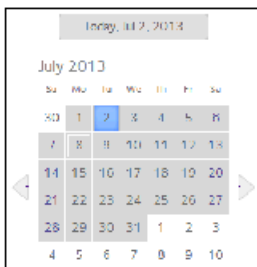 Today, Jul 2, 2013
July 2013
Su Mo Tu We Th Fr Sa
30 1 2 3 4 5 6
7 8 9 10 11 12 13
14 15 16 17 18 19 20
21 22 23 24 25 26 27
28 29 30 31 1 2 3
4 5 6 7 8 9 10